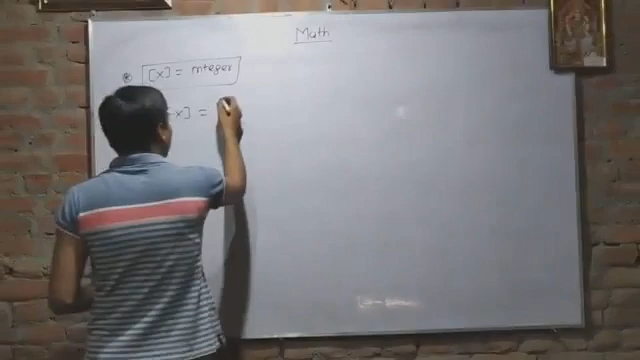 Math
* [x] = Integer
-x] =